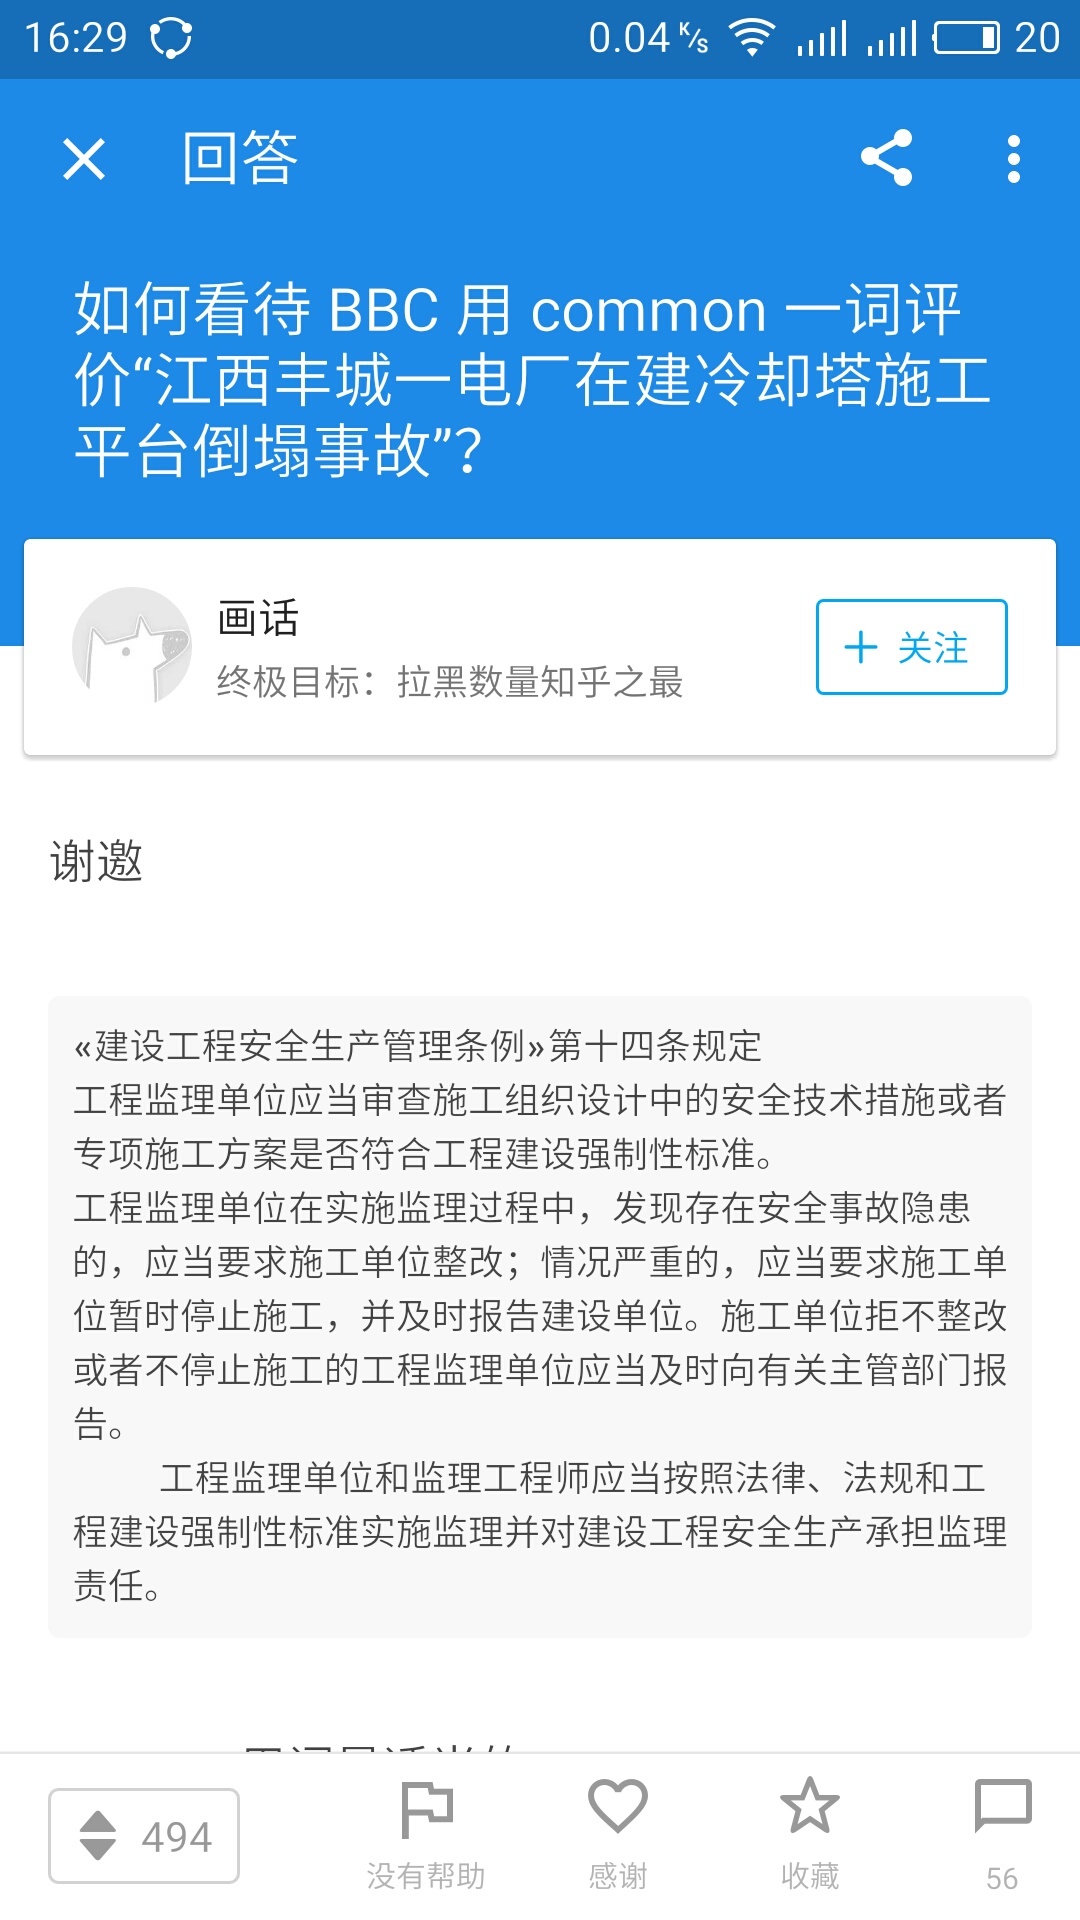 16:29 0.04 K/s 20
回答
如何看待 BBC 用 common 一词评
价“江西丰城一电厂在建冷却塔施工
平台倒塌事故”？
画话
终极目标：拉黑数量知乎之最
+ 关注
谢邀
«建设工程安全生产管理条例»第十四条规定
工程监理单位应当审查施工组织设计中的安全技术措施或者
专项施工方案是否符合工程建设强制性标准。
工程监理单位在实施监理过程中，发现存在安全事故隐患
的，应当要求施工单位整改；情况严重的，应当要求施工单
位暂时停止施工，并及时报告建设单位。施工单位拒不整改
或者不停止施工的工程监理单位应当及时向有关主管部门报
告。
工程监理单位和监理工程师应当按照法律、法规和工
程建设强制性标准实施监理并对建设工程安全生产承担监理
责任。
494
没有帮助 感谢 收藏 56